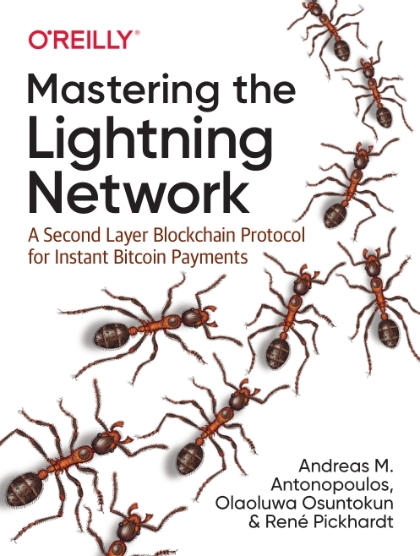 O'REILLY®
Mastering the
Lightning
Network
A Second Layer Blockchain Protocol
for Instant Bitcoin Payments
Andreas M.
Antonopoulos,
Olaoluwa Osuntokun
& René Pickhardt